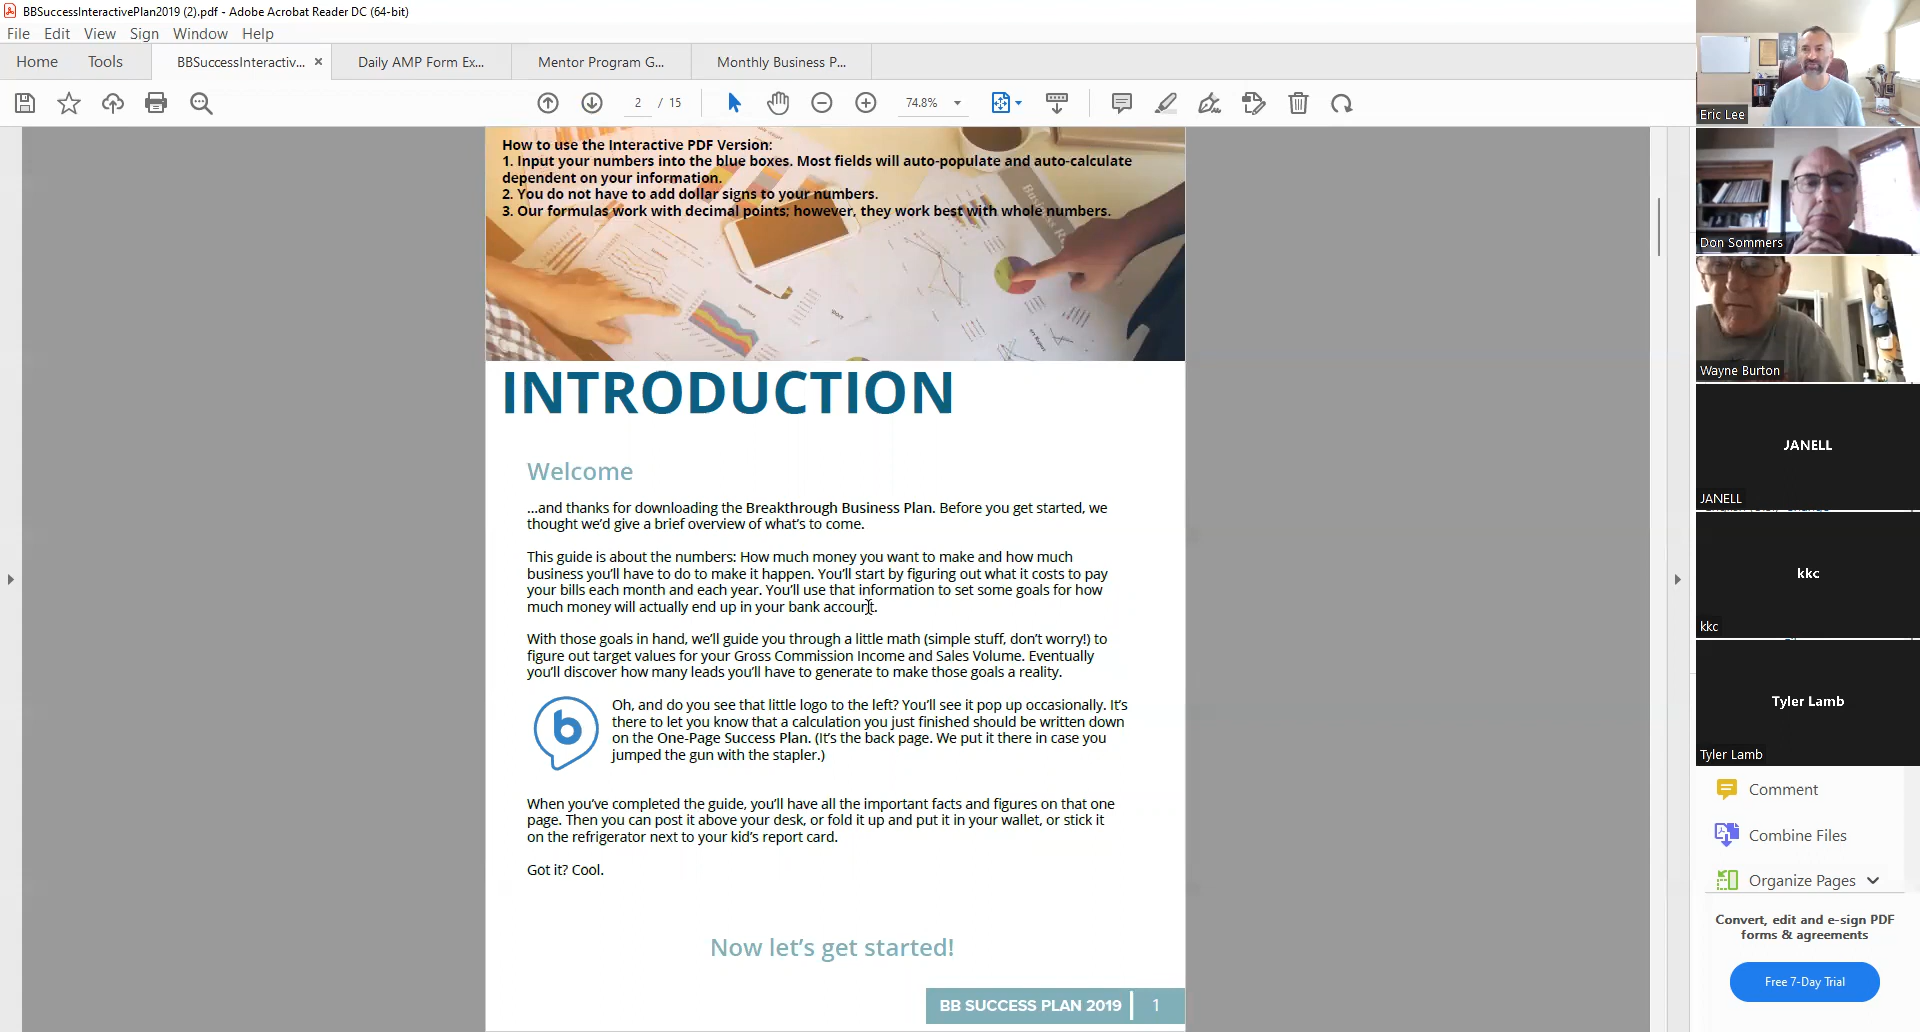 BBSuccessInteractivePlan2019 (2).pdf - Adobe Acrobat Reader DC (64-bit)
File Edit View Sign Window Help
Home Tools BBSuccessInteractiv... × Daily AMP Form Ex... Mentor Program G... Monthly Business P...
2 / 15 74.8%
How to use the Interactive PDF Version:
1. Input your numbers into the blue boxes. Most fields will auto-populate and auto-calculate
dependent on your information.
2. You do not have to add dollar signs to your numbers.
3. Our formulas work with decimal points; however, they work best with whole numbers.
INTRODUCTION
Welcome
...and thanks for downloading the Breakthrough Business Plan. Before you get started, we
thought we’d give a brief overview of what’s to come.
This guide is about the numbers: How much money you want to make and how much
business you’ll have to do to make it happen. You’ll start by figuring out what it costs to pay
your bills each month and each year. You’ll use that information to set some goals for how
much money will actually end up in your bank account.
With those goals in hand, we’ll guide you through a little math (simple stuff, don’t worry!) to
figure out target values for your Gross Commission Income and Sales Volume. Eventually
you’ll discover how many leads you’ll have to generate to make those goals a reality.
b
Oh, and do you see that little logo to the left? You’ll see it pop up occasionally. It’s
there to let you know that a calculation you just finished should be written down
on the One-Page Success Plan. (It’s the back page. We put it there in case you
jumped the gun with the stapler.)
When you’ve completed the guide, you’ll have all the important facts and figures on that one
page. Then you can post it above your desk, or fold it up and put it in your wallet, or stick it
on the refrigerator next to your kid’s report card.
Got it? Cool.
Now let’s get started!
BB SUCCESS PLAN 2019 1
Eric Lee
Don Sommers
Wayne Burton
JANELL
JANELL
kkc
kkc
Tyler Lamb
Tyler Lamb
Comment
Combine Files
Organize Pages
Convert, edit and e-sign PDF
forms & agreements
Free 7-Day Trial